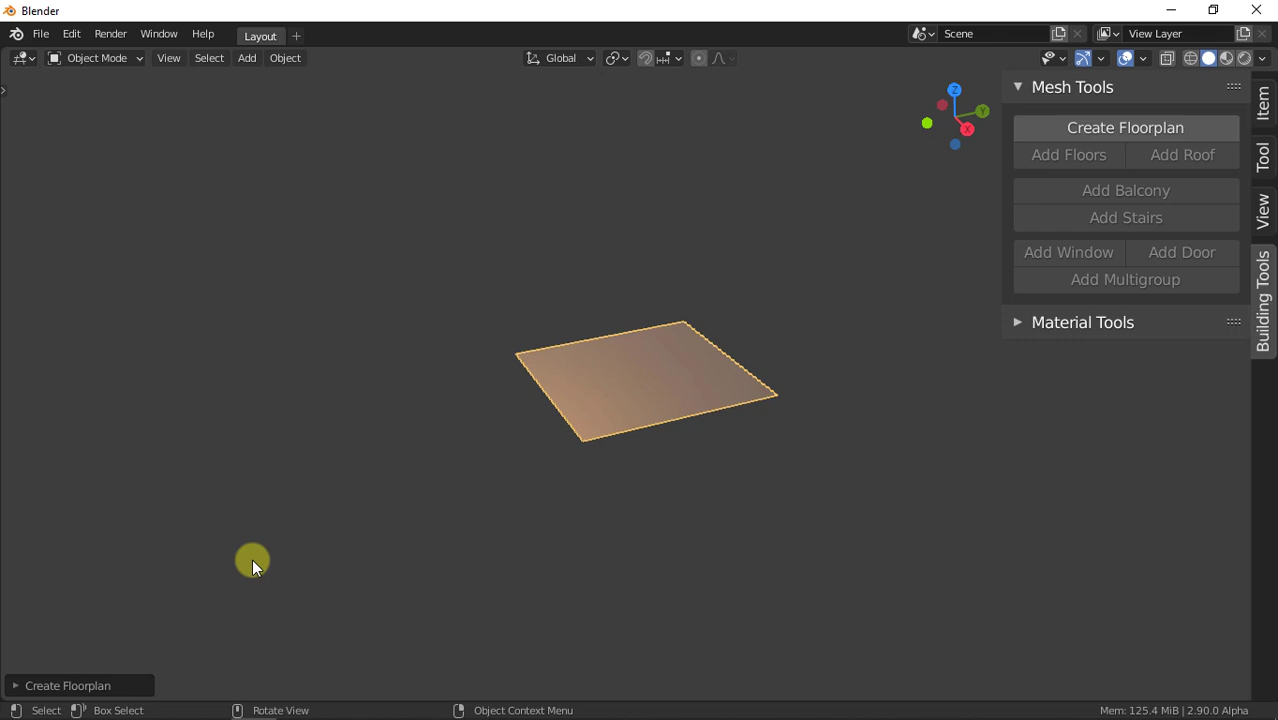 Blender
File Edit Render Window Help Layout Scene View Layer
Object Mode View Select Add Object Global
Mesh Tools
Create Floorplan
Add Floors Add Roof
Add Balcony
Add Stairs
Add Window Add Door
Add Multigroup
Material Tools
Item
Tool
View
Building Tools
Z
Y
X
Create Floorplan
Select Box Select Rotate View Object Context Menu Mem: 125.4 MiB | 2.90.0 Alpha